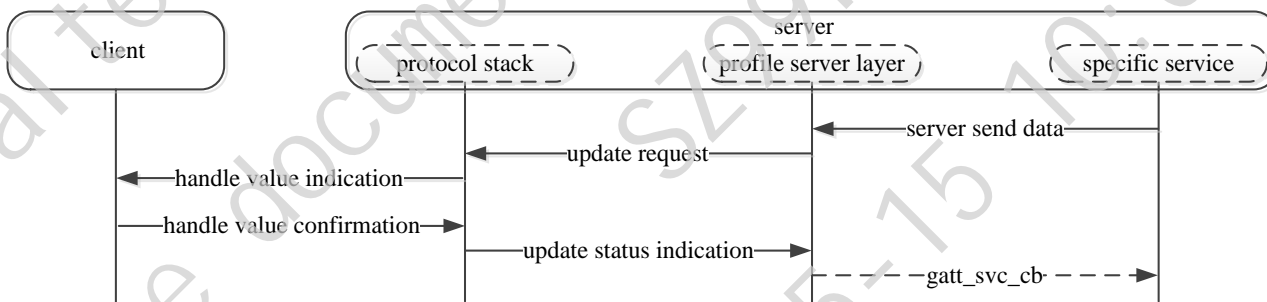 server
client
protocol stack
profile server layer
specific service
server send data
update request
handle value indication
handle value confirmation
update status indication
gatt_svc_cb